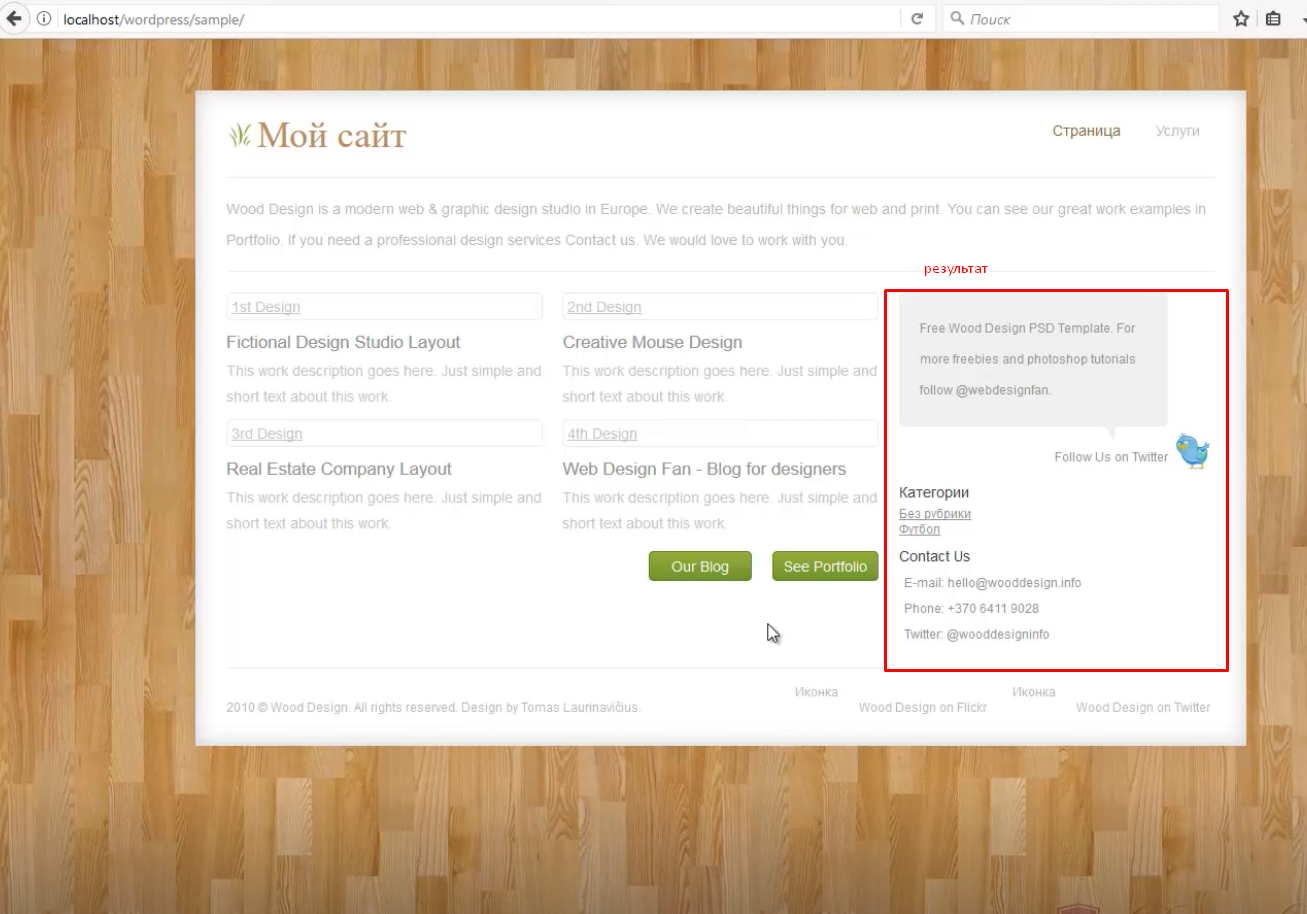 localhost/wordpress/sample/
Поиск
Мой сайт
Страница
Услуги
Wood Design is a modern web & graphic design studio in Europe. We create beautiful things for web and print. You can see our great work examples in
Portfolio. if you need a professional design services Contact us. We would love to work with you.
результат
1st Design
Fictional Design Studio Layout
This work description goes here. Just simple and
short text about this work.
2nd Design
Creative Mouse Design
This work description goes here. Just simple and
short text about this work.
3rd Design
Real Estate Company Layout
This work description goes here. Just simple and
short text about this work.
4th Design
Web Design Fan - Blog for designers
This work description goes here. Just simple and
short text about this work.
Our Blog
See Portfolio
Free Wood Design PSD Template. For
more freebies and photoshop tutorials
follow @webdesignfan.
Follow Us on Twitter
Категории
Без рубрики
Футбол
Contact Us
E-mail: hello@wooddesign.info
Phone: +370 6411 9028
Twitter: @wooddesigninfo
2010 © Wood Design. All rights reserved. Design by Tomas Laurinavičius.
Иконка
Wood Design on Flickr
Иконка
Wood Design on Twitter